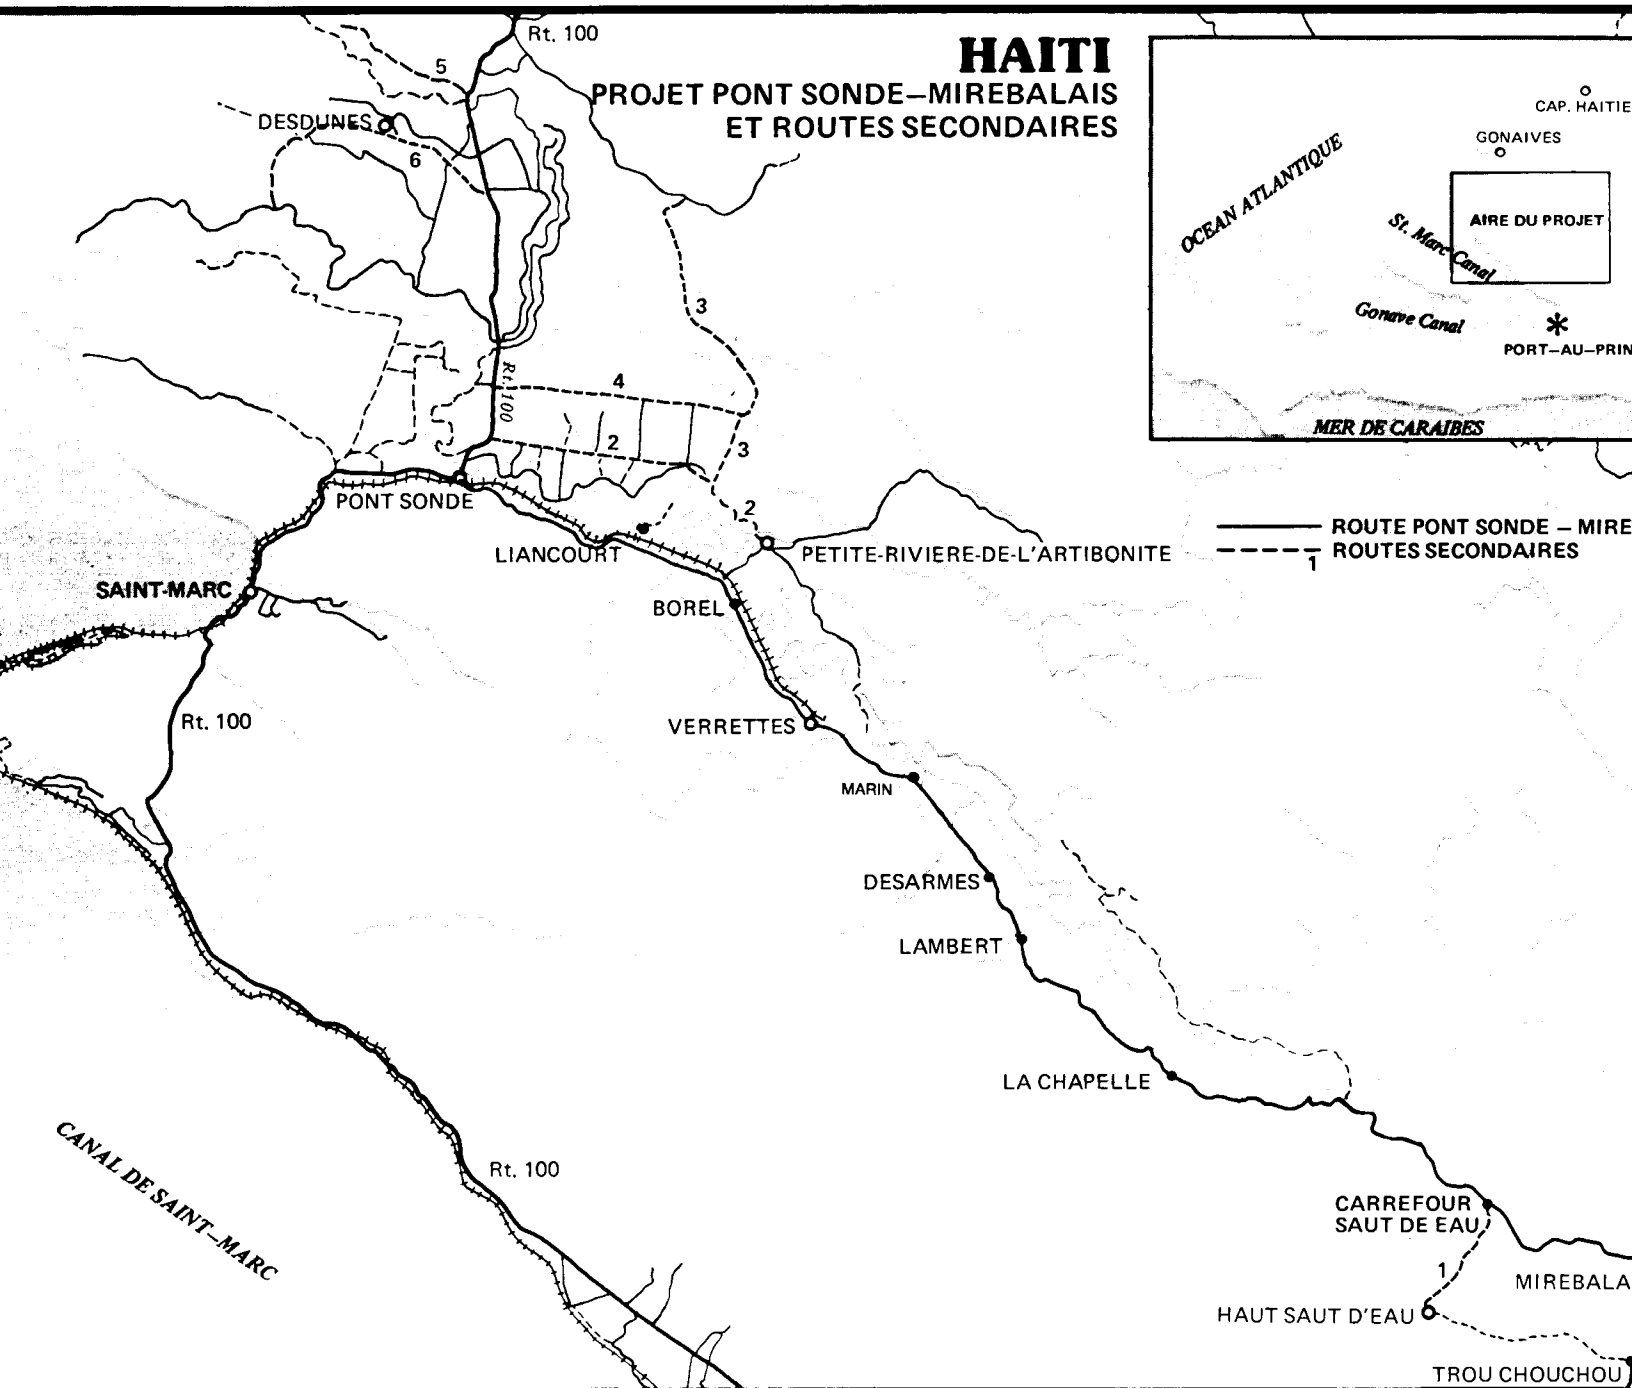 Rt. 100
HAITI
PROJET PONT SONDE–MIREBALAIS
ET ROUTES SECONDAIRES
5
DESDUNES
6
CAP. HAITIE
GONAIVES
OCEAN ATLANTIQUE
AIRE DU PROJET
St. Marc Canal
Gonave Canal
PORT–AU–PRIN
MER DE CARAIBES
3
Rt. 100
4
2
3
PONT SONDE
2
LIANCOURT
PETITE-RIVIERE-DE-L'ARTIBONITE
ROUTE PONT SONDE – MIRE
ROUTES SECONDAIRES
1
SAINT-MARC
BOREL
Rt. 100
VERRETTES
MARIN
DESARMES
LAMBERT
LA CHAPELLE
CANAL DE SAINT–MARC
Rt. 100
CARREFOUR
SAUT DE EAU
1
MIREBALA
HAUT SAUT D'EAU
TROU CHOUCHOU